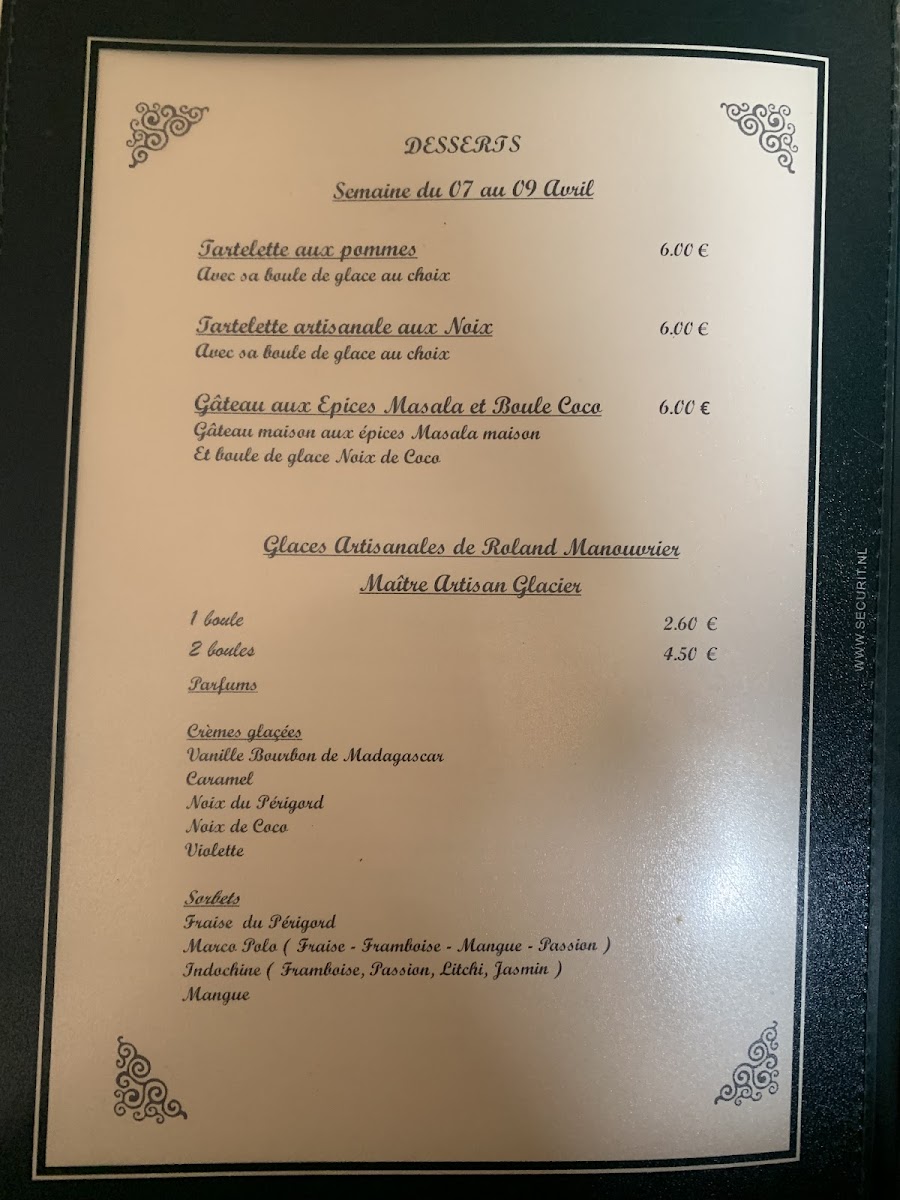 DESSERTS
Semaine du 07 au 09 Avril
Tartelette aux pommes 6.00 €
Avec sa boule de glace au choix
Tartelette artisanale aux Noix 6.00 €
Avec sa boule de glace au choix
Gâteau aux Epices Masala et Boule Coco 6.00 €
Gâteau maison aux épices Masala maison
Et boule de glace Noix de Coco
Glaces Artisanales de Roland Manouvrier
Maître Artisan Glacier
1 boule 2.60 €
2 boules 4.50 €
Parfums
Crèmes glaçées
Vanille Bourbon de Madagascar
Caramel
Noix du Périgord
Noix de Coco
Violette
Sorbets
Fraise du Périgord
Marco Polo ( Fraise - Framboise - Mangue - Passion )
Indochine ( Framboise, Passion, Litchi, Jasmin )
Mangue
WWW.SECURIT.NL